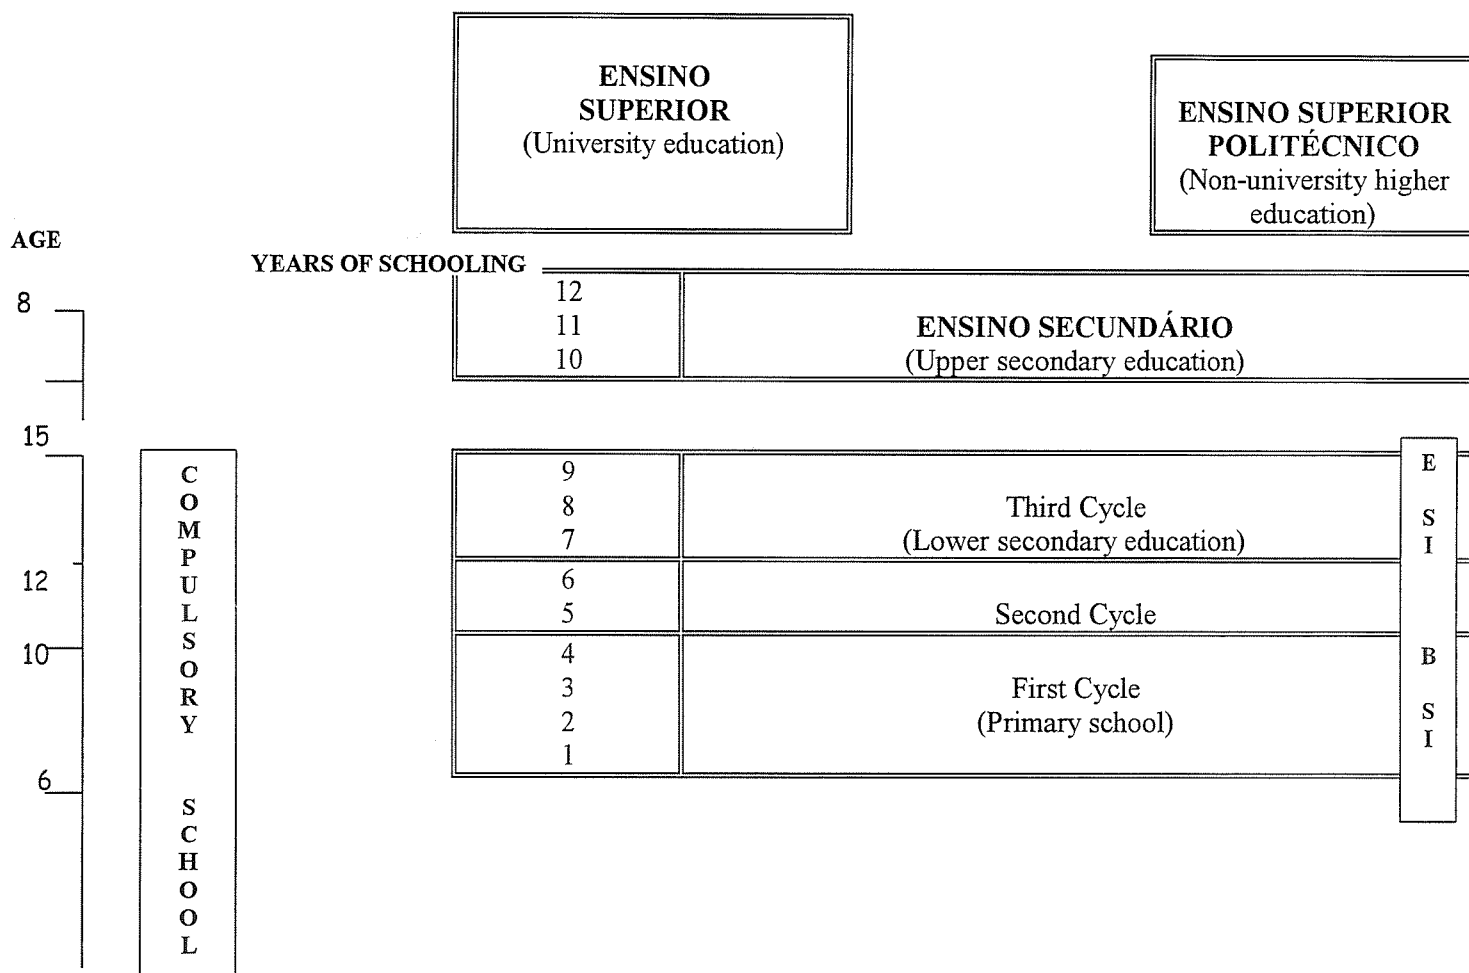 ENSINO
SUPERIOR
(University education)
ENSINO SUPERIOR
POLITÉCNICO
(Non-university higher
education)
AGE
YEARS OF SCHOOLING
8
12
11
10
ENSINO SECUNDÁRIO
(Upper secondary education)
15
12
10
6
C
O
M
P
U
L
S
O
R
Y
S
C
H
O
O
L
9
8
7
Third Cycle
(Lower secondary education)
6
5
Second Cycle
4
3
2
1
First Cycle
(Primary school)
E
SI
B
SI